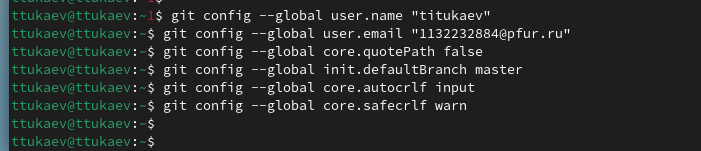 ttukaev@ttukaev:~1$ git config --global user.name "titukaev"
ttukaev@ttukaev:~$ git config --global user.email "1132232884@pfur.ru"
ttukaev@ttukaev:~$ git config --global core.quotePath false
ttukaev@ttukaev:~$ git config --global init.defaultBranch master
ttukaev@ttukaev:~$ git config --global core.autocrlf input
ttukaev@ttukaev:~$ git config --global core.safecrlf warn
ttukaev@ttukaev:~$
ttukaev@ttukaev:~$